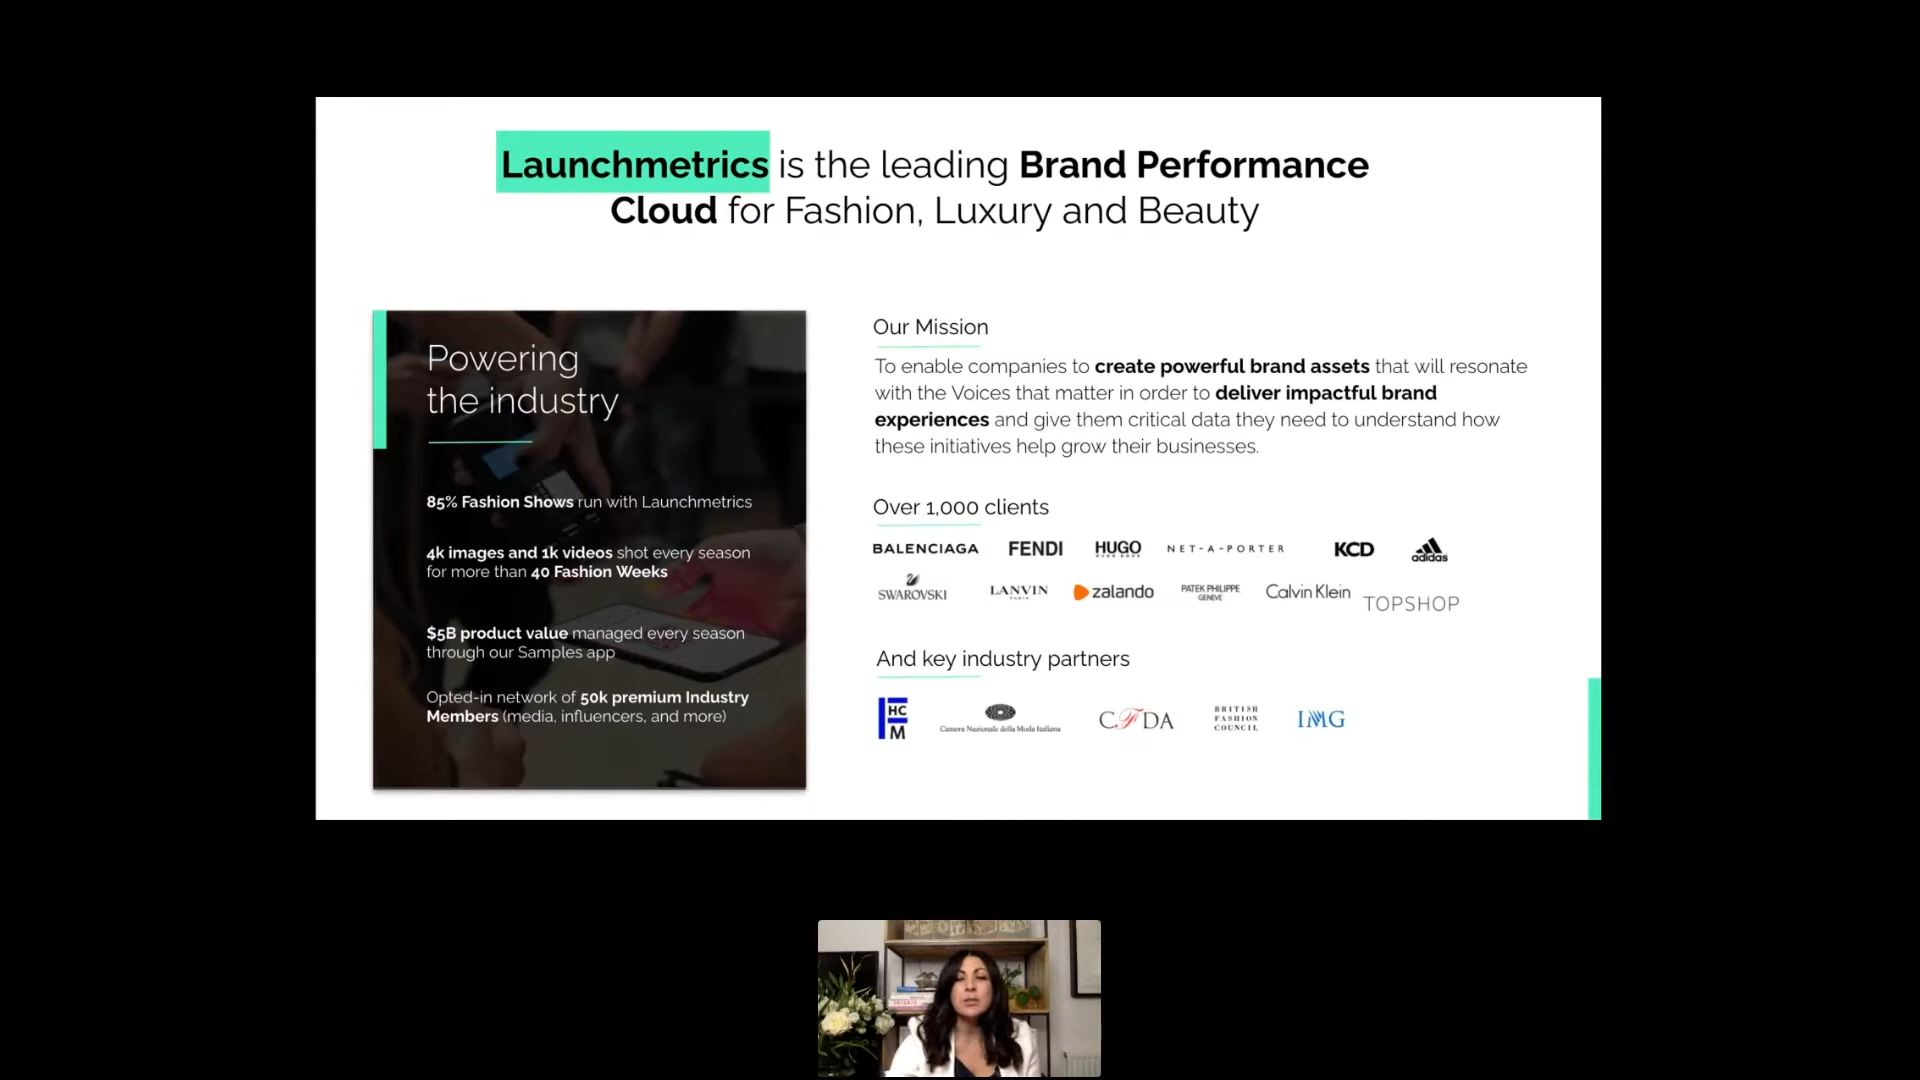 Launchmetrics is the leading Brand Performance
Cloud for Fashion, Luxury and Beauty
Powering
the industry
85% Fashion Shows run with Launchmetrics
4k images and 1k videos shot every season
for more than 40 Fashion Weeks
$5B product value managed every season
through our Samples app
Opted-in network of 50k premium Industry
Members (media, influencers, and more)
Our Mission
To enable companies to create powerful brand assets that will resonate
with the Voices that matter in order to deliver impactful brand
experiences and give them critical data they need to understand how
these initiatives help grow their businesses.
Over 1,000 clients
BALENCIAGA FENDI HUGO NET-A-PORTER KCD adidas
HUGO BOSS
SWAROVSKI LANVIN zalando PATEK PHILIPPE Calvin Klein TOPSHOP
PARIS GENEVE
And key industry partners
FHCM Camera Nazionale della Moda Italiana CFDA BRITISH FASHION COUNCIL IMG